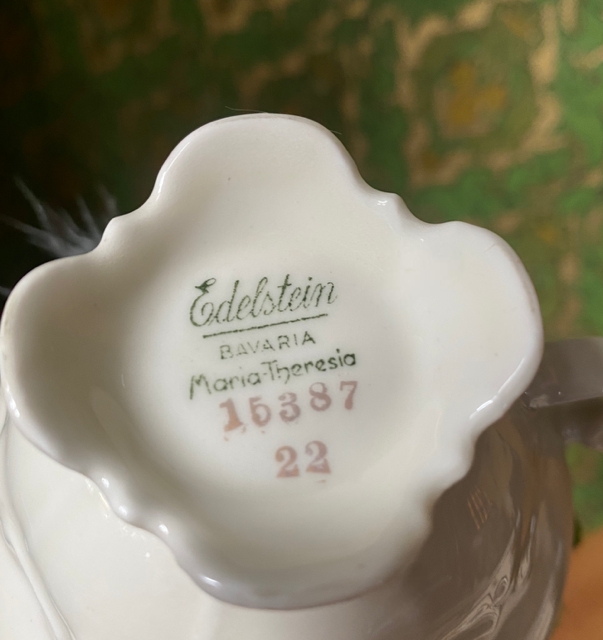 Edelstein
BAVARIA
Maria-Theresia
15387
22